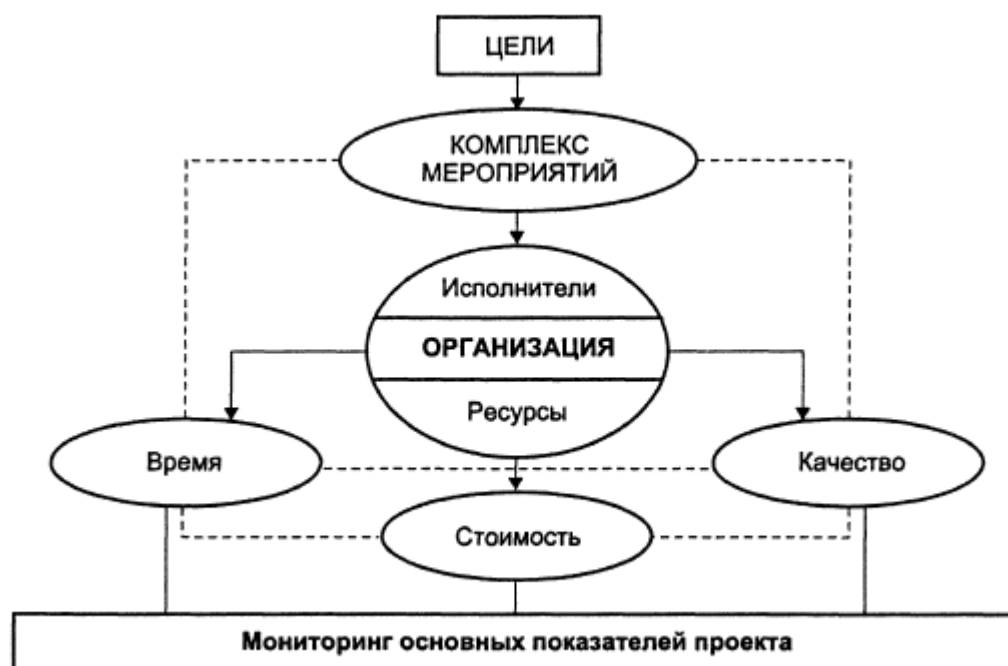 ЦЕЛИ
КОМПЛЕКС
МЕРОПРИЯТИЙ
Исполнители
ОРГАНИЗАЦИЯ
Ресурсы
Время
Качество
Стоимость
Мониторинг основных показателей проекта